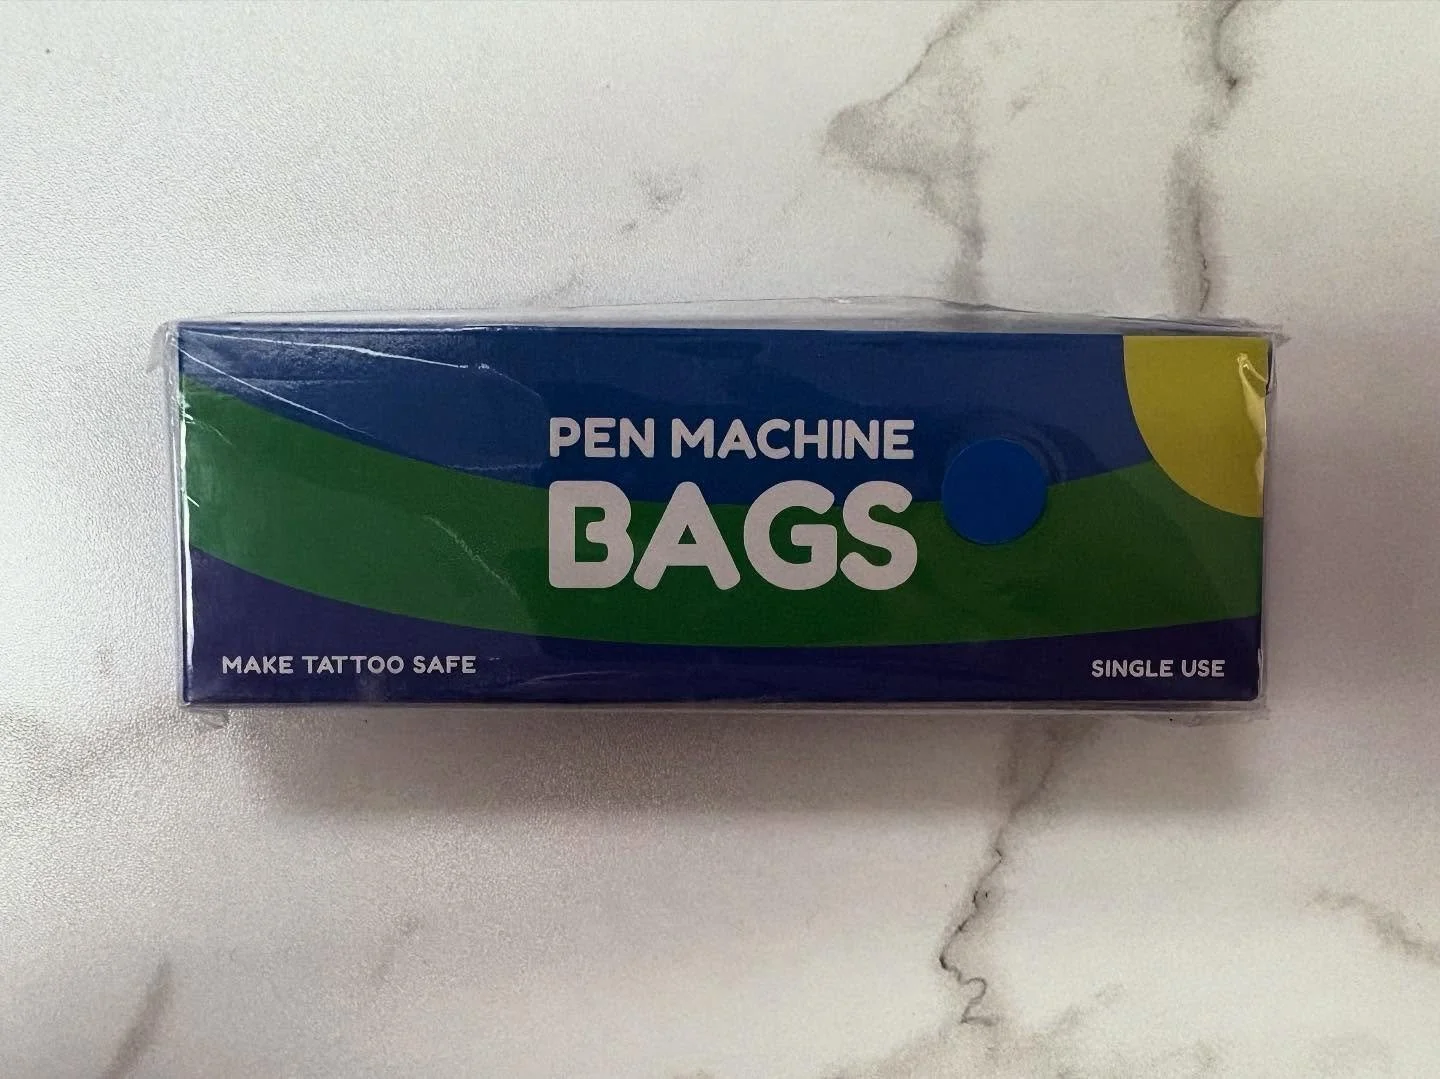 PEN MACHINE
BAGS
MAKE TATTOO SAFE
SINGLE USE